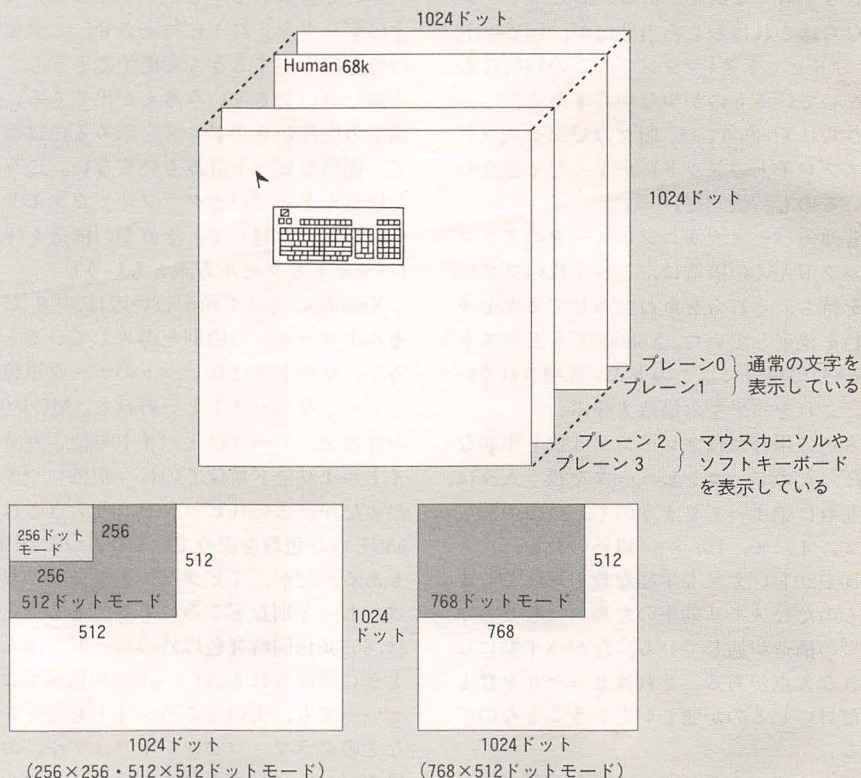 1024ドット
Human 68k
1024ドット
プレーン0
プレーン1
通常の文字を
表示している
プレーン2
プレーン3
マウスカーソルや
ソフトキーボード
を表示している
256ドット
モード
256
256
512ドットモード
512
512
1024
ドット
1024ドット
(256×256・512×512ドットモード)
768ドットモード
512
768
1024ドット
(768×512ドットモード)